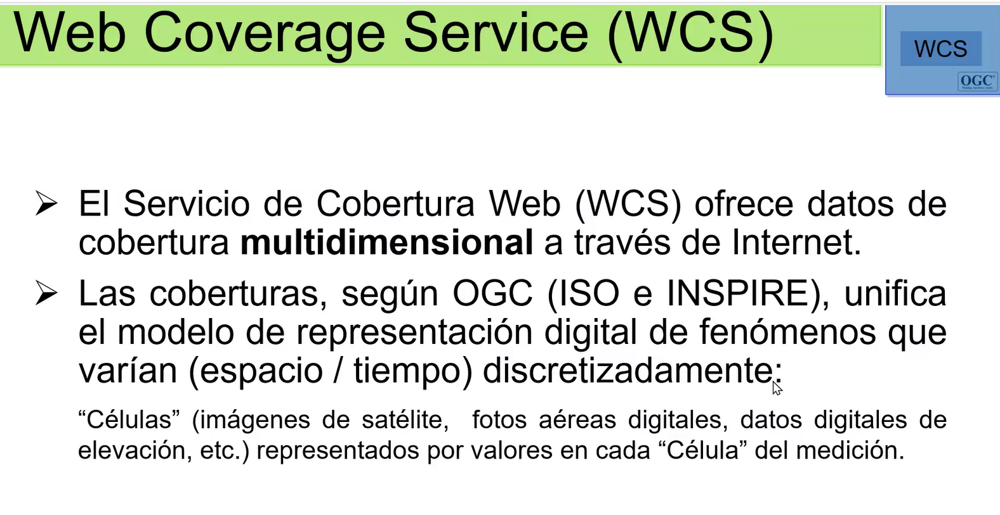 Web Coverage Service (WCS)
WCS
OGC
➢ El Servicio de Cobertura Web (WCS) ofrece datos de
cobertura multidimensional a través de Internet.
➢ Las coberturas, según OGC (ISO e INSPIRE), unifica
el modelo de representación digital de fenómenos que
varían (espacio / tiempo) discretizadamente:
“Células” (imágenes de satélite, fotos aéreas digitales, datos digitales de
elevación, etc.) representados por valores en cada “Célula” del medición.